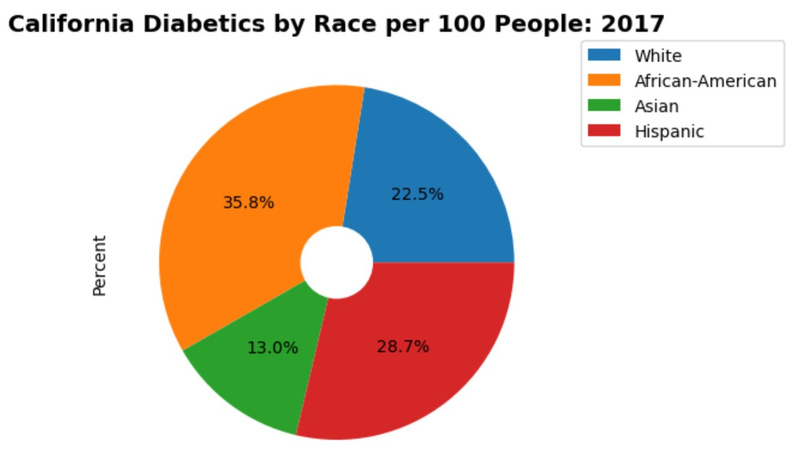 California Diabetics by Race per 100 People: 2017
White
African-American
Asian
Hispanic
35.8%
22.5%
Percent
13.0%
28.7%